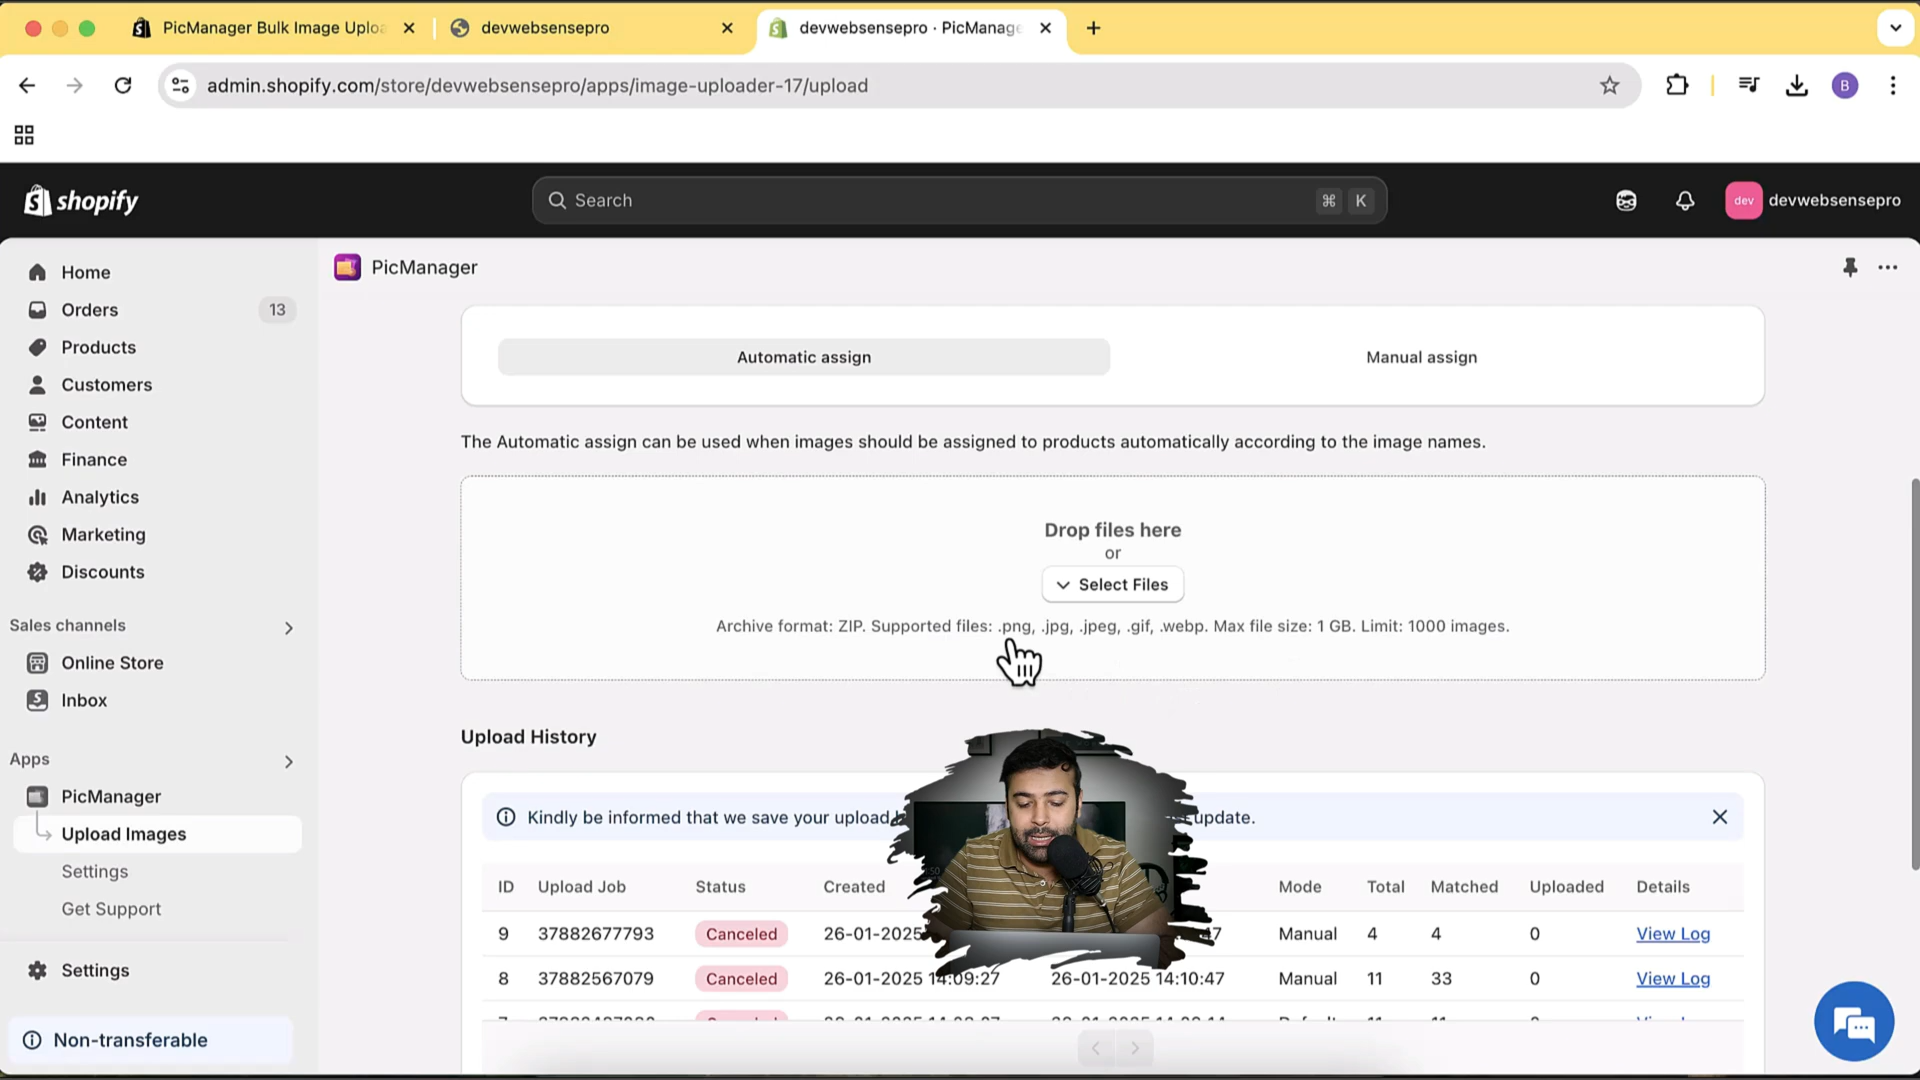 PicManager Bulk Image Uploa
devwebsensepro
devwebsensepro · PicManage
admin.shopify.com/store/devwebsensepro/apps/image-uploader-17/upload
B
shopify
Search
⌘ K
dev
devwebsensepro
Home
Orders 13
Products
Customers
Content
Finance
Analytics
Marketing
Discounts
Sales channels
Online Store
Inbox
Apps
PicManager
Upload Images
Settings
Get Support
Settings
Non-transferable
PicManager
Automatic assign
Manual assign
The Automatic assign can be used when images should be assigned to products automatically according to the image names.
Drop files here
or
Select Files
Archive format: ZIP. Supported files: .png, .jpg, .jpeg, .gif, .webp. Max file size: 1 GB. Limit: 1000 images.
Upload History
Kindly be informed that we save your upload update.
ID Upload Job Status Created Mode Total Matched Uploaded Details
9 37882677793 Canceled 26-01-2025 Manual 4 4 0 View Log
8 37882567079 Canceled 26-01-2025 14:09:27 26-01-2025 14:10:47 Manual 11 33 0 View Log